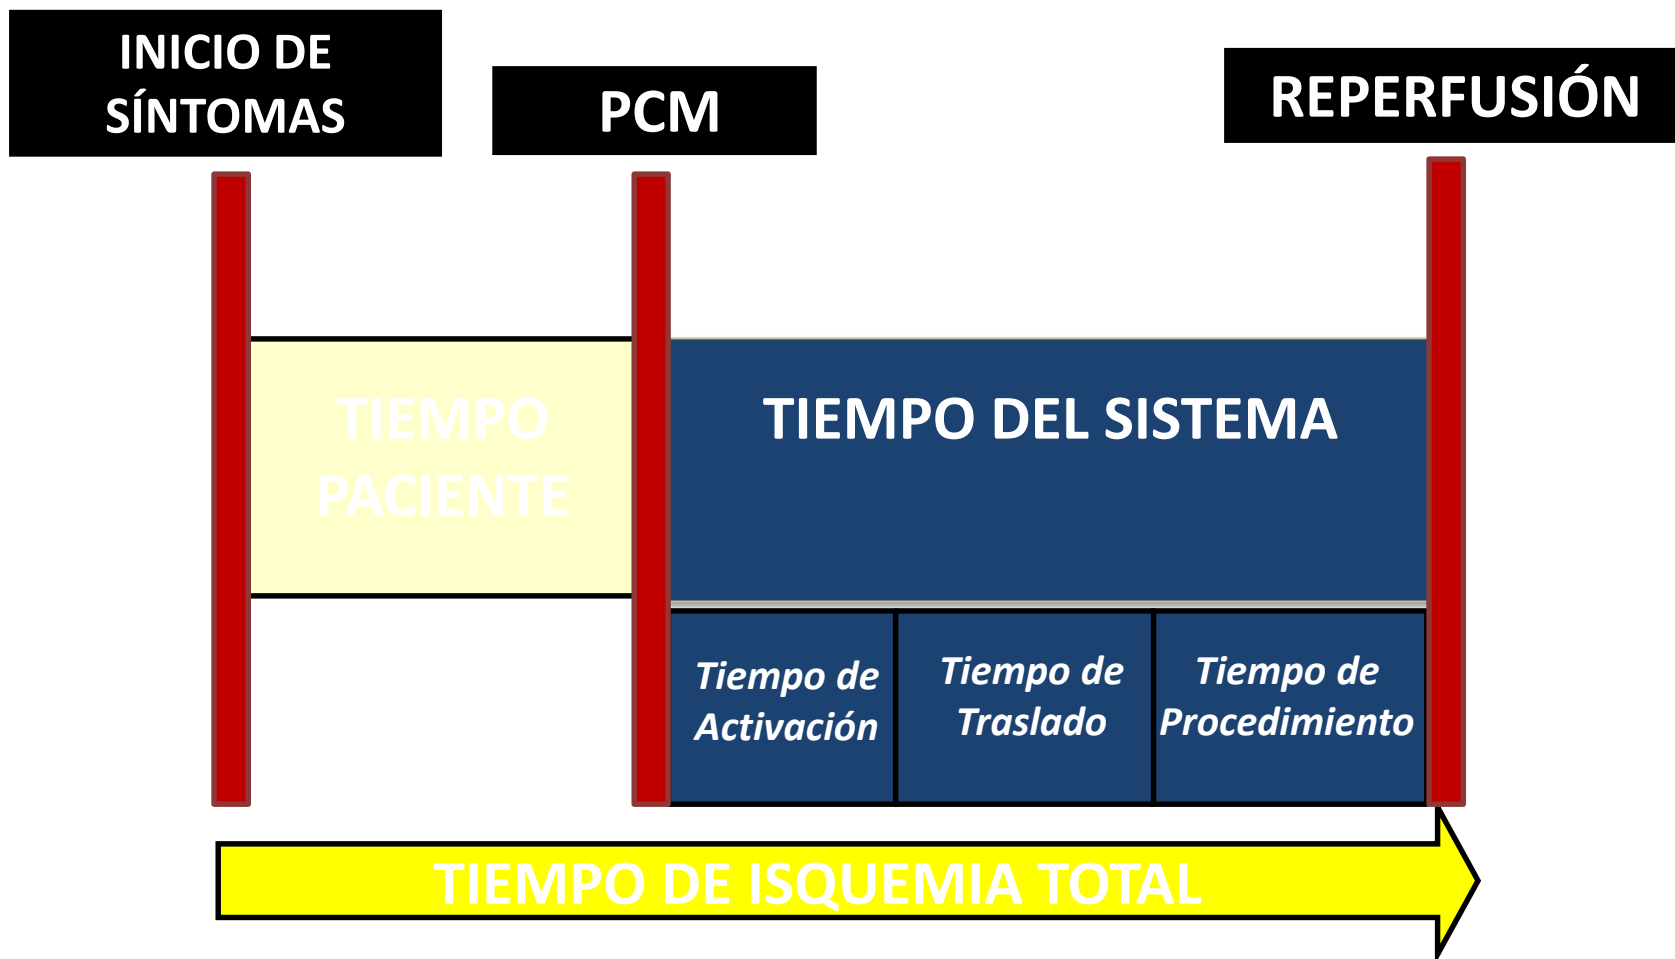 INICIO DE
SÍNTOMAS
PCM
REPERFUSIÓN
TIEMPO
PACIENTE
TIEMPO DEL SISTEMA
Tiempo de
Activación
Tiempo de
Traslado
Tiempo de
Procedimiento
TIEMPO DE ISQUEMIA TOTAL